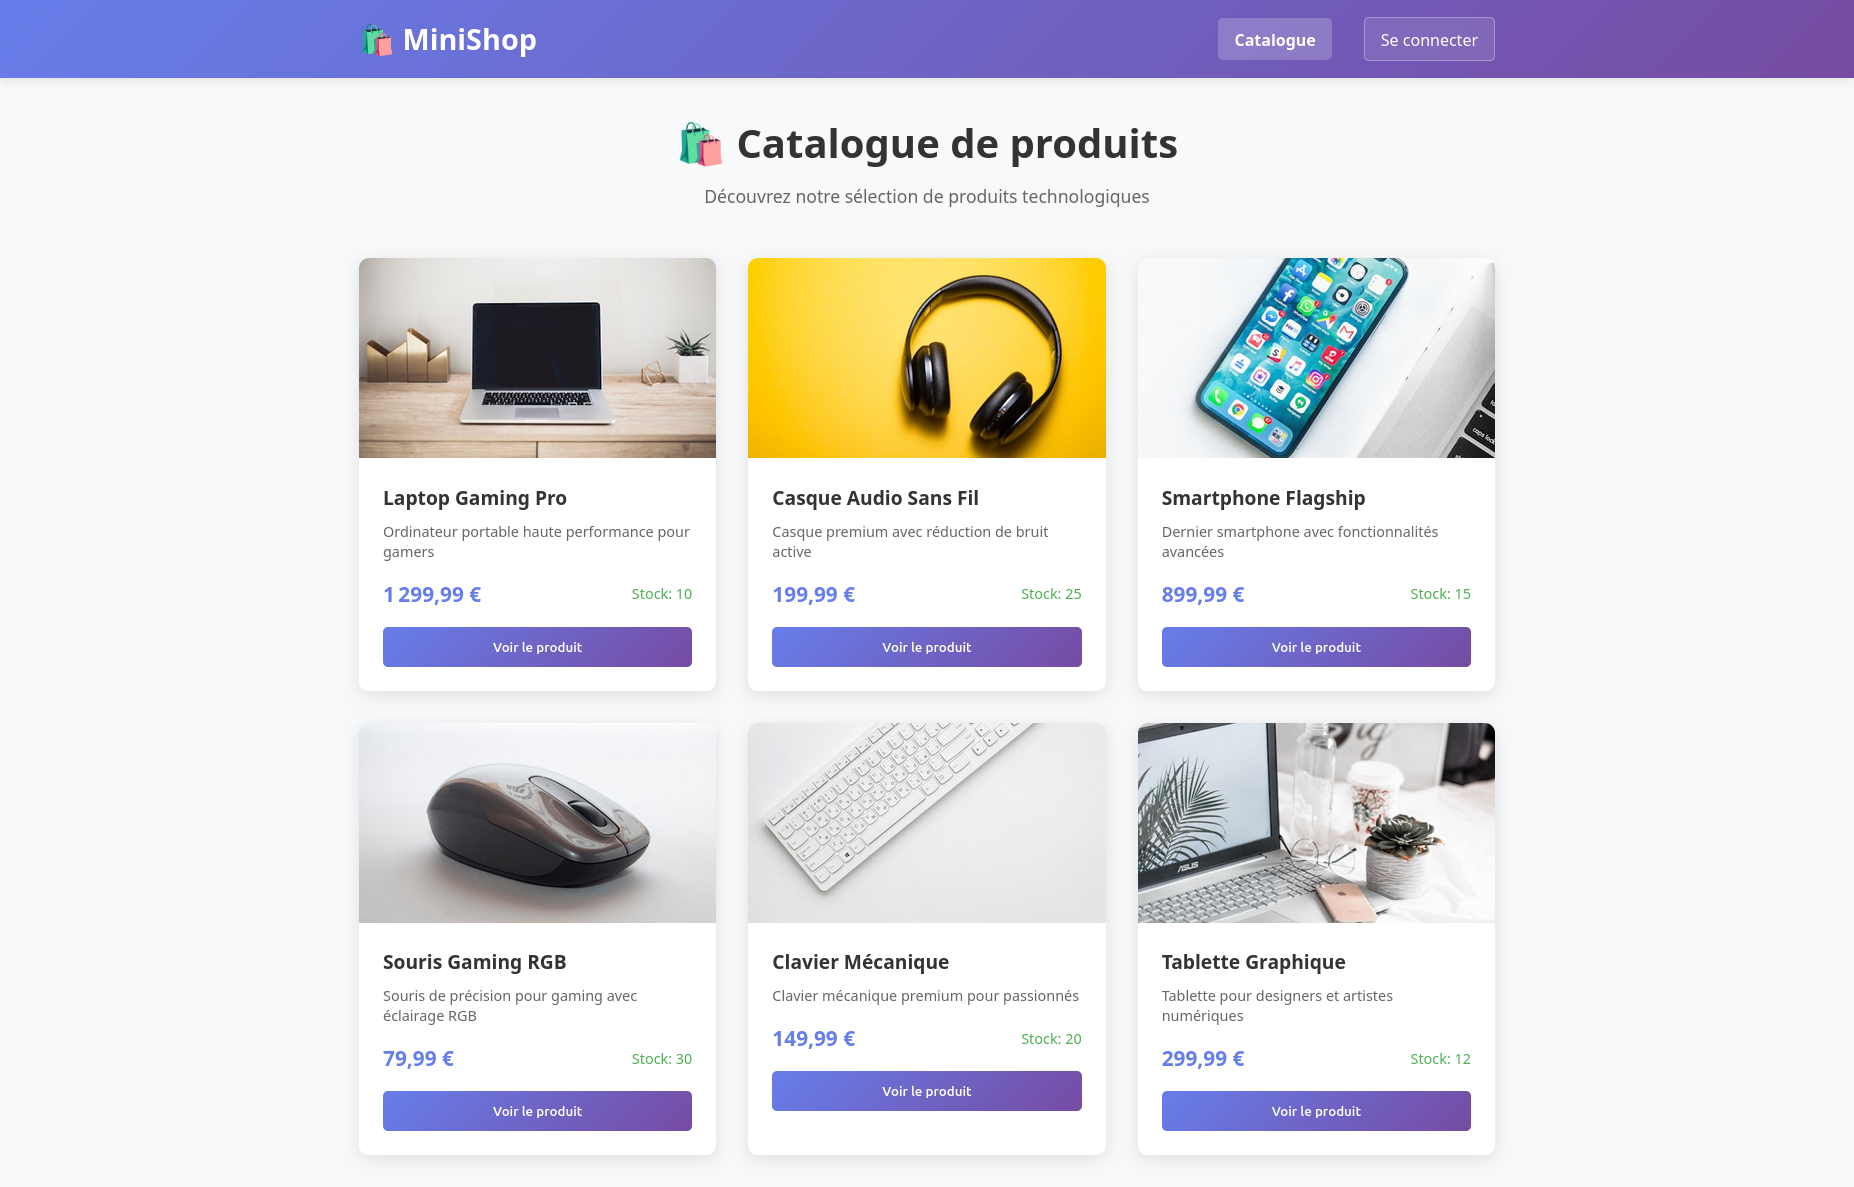 MiniShop
Catalogue
Se connecter
Catalogue de produits
Découvrez notre sélection de produits technologiques
Laptop Gaming Pro
Ordinateur portable haute performance pour
gamers
1 299,99 €
Stock: 10
Voir le produit
Casque Audio Sans Fil
Casque premium avec réduction de bruit
active
199,99 €
Stock: 25
Voir le produit
caps lock
Smartphone Flagship
Dernier smartphone avec fonctionnalités
avancées
899,99 €
Stock: 15
Voir le produit
Souris Gaming RGB
Souris de précision pour gaming avec
éclairage RGB
79,99 €
Stock: 30
Voir le produit
Clavier Mécanique
Clavier mécanique premium pour passionnés
149,99 €
Stock: 20
Voir le produit
ASUS
Tablette Graphique
Tablette pour designers et artistes
numériques
299,99 €
Stock: 12
Voir le produit